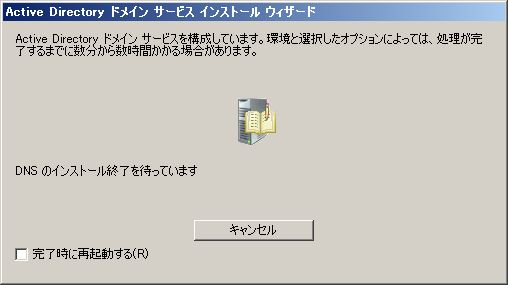 Active Directory ドメイン サービス インストール ウィザード
Active Directory ドメイン サービスを構成しています。環境と選択したオプションによっては、処理が完
了するまでに数分から数時間かかる場合があります。
DNS のインストール終了を待っています
キャンセル
完了時に再起動する(R)